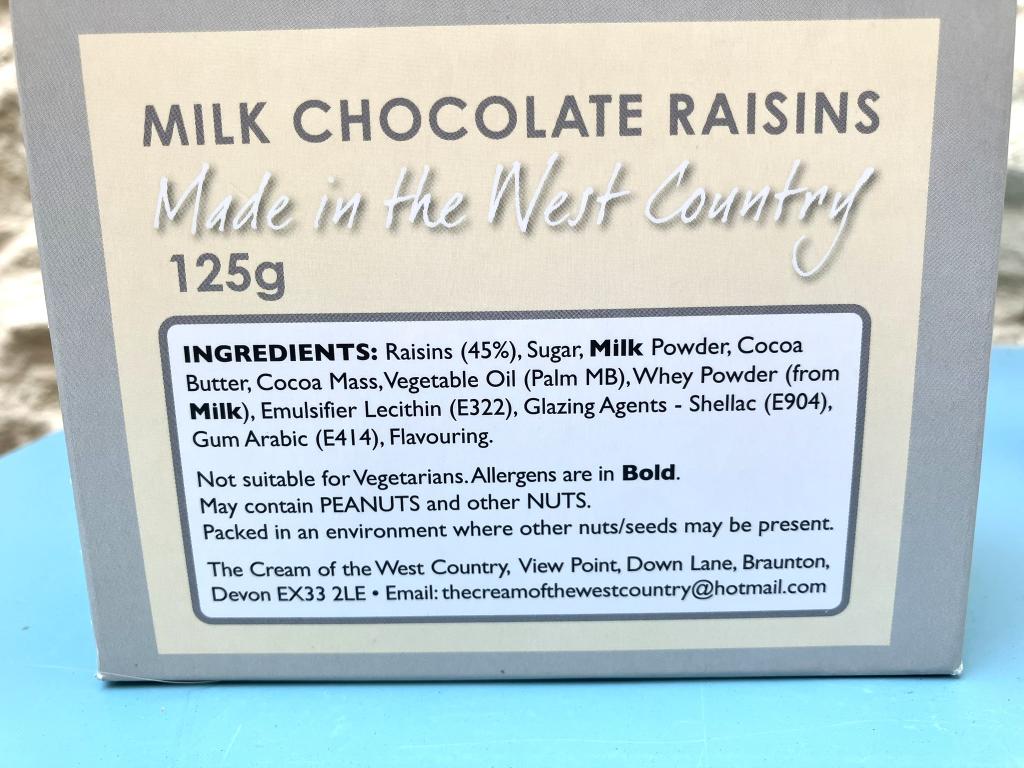 MILK CHOCOLATE RAISINS
Made in the West Country
125g
INGREDIENTS: Raisins (45%), Sugar, Milk Powder, Cocoa
Butter, Cocoa Mass, Vegetable Oil (Palm MB), Whey Powder (from
Milk), Emulsifier Lecithin (E322), Glazing Agents - Shellac (E904),
Gum Arabic (E414), Flavouring.
Not suitable for Vegetarians. Allergens are in Bold.
May contain PEANUTS and other NUTS.
Packed in an environment where other nuts/seeds may be present.
The Cream of the West Country, View Point, Down Lane, Braunton,
Devon EX33 2LE • Email: thecreamofthewestcountry@hotmail.com